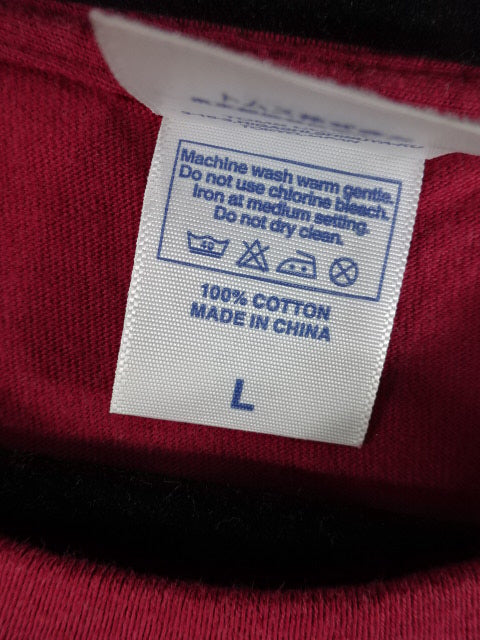 Machine wash warm gentle.
Do not use chlorine bleach.
Iron at medium setting.
Do not dry clean.
40
100% COTTON
MADE IN CHINA
L